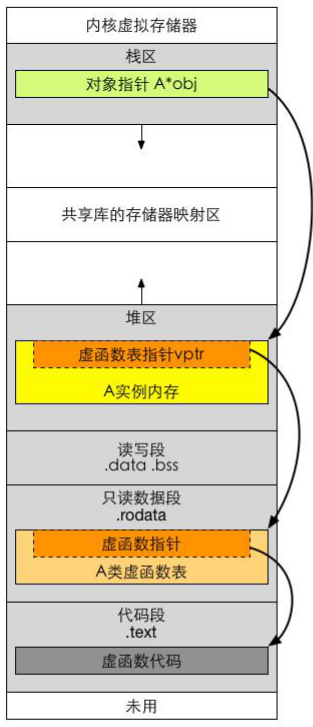 内核虚拟存储器
栈区
对象指针 A*obj
共享库的存储器映射区
堆区
虚函数表指针vptr
A实例内存
读写段
.data .bss
只读数据段
.rodata
虚函数指针
A类虚函数表
代码段
.text
虚函数代码
未用